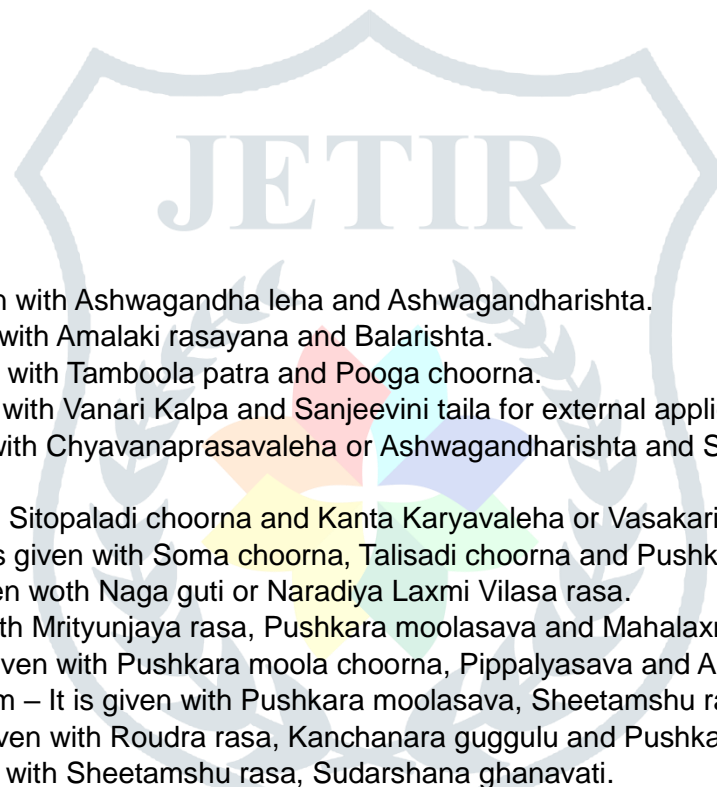 JETIR
with Ashwagandha leha and Ashwagandharishta.
with Amalaki rasayana and Balarishta.
with Tamboola patra and Pooga choorna.
with Vanari Kalpa and Sanjeevini taila for external appli
with Chyavanaprasavaleha or Ashwagandharishta and S
Sitopaladi choorna and Kanta Karyavaleha or Vasakari
s given with Soma choorna, Talisadi choorna and Pushk
en woth Naga guti or Naradiya Laxmi Vilasa rasa.
th Mrityunjaya rasa, Pushkara moolasava and Mahalaxm
iven with Pushkara moola choorna, Pippalyasava and A
m – It is given with Pushkara moolasava, Sheetamshu ra
ven with Roudra rasa, Kanchanara guggulu and Pushka
with Sheetamshu rasa, Sudarshana ghanavati.